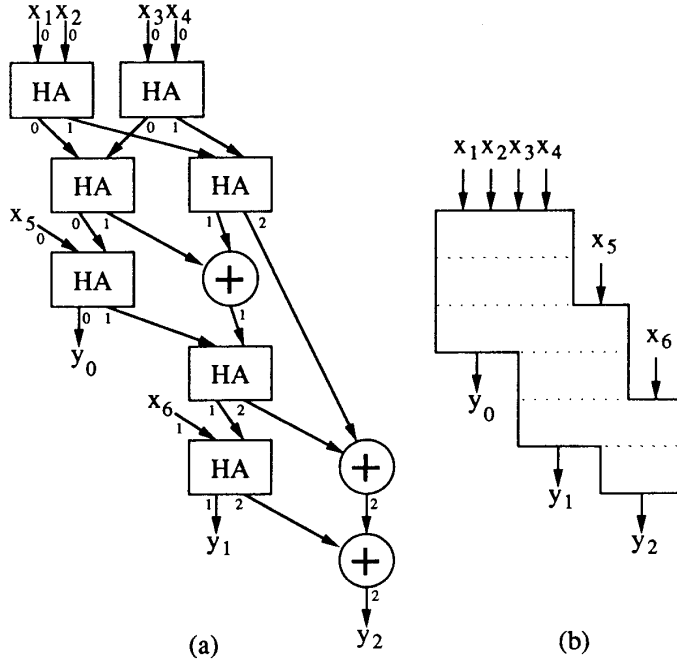 x1 x2 x3 x4
0 0 0 0
HA HA
0 1 0 1
HA HA
0 1 1 2
x5
0
HA +
0 1 1
y0
HA
1 2
x6
1
HA +
1 2 2
y1
+
2
y2
(a)
x1 x2 x3 x4
x5
x6
y0
y1
y2
(b)